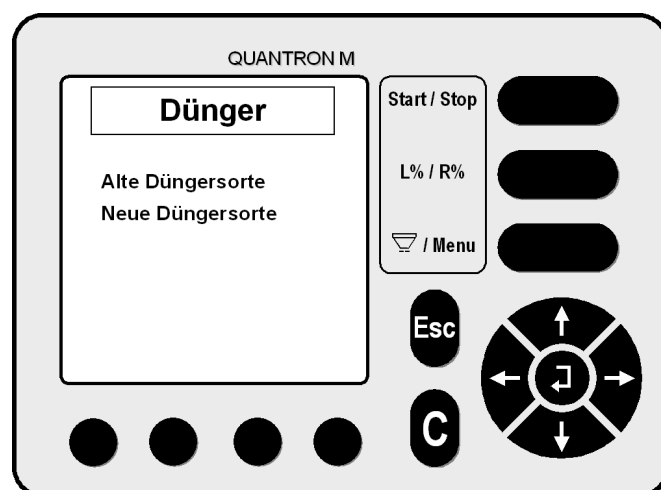 QUANTRON M
Dünger
Alte Düngersorte
Neue Düngersorte
Start / Stop
L% / R%
/ Menu
Esc
C